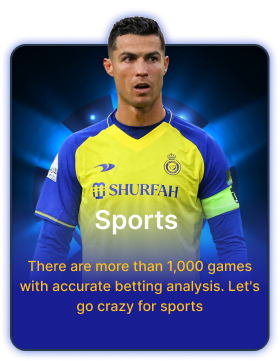 SHURFAH
Sports
There are more than 1,000 games
with accurate betting analysis. Let's
go crazy for sports